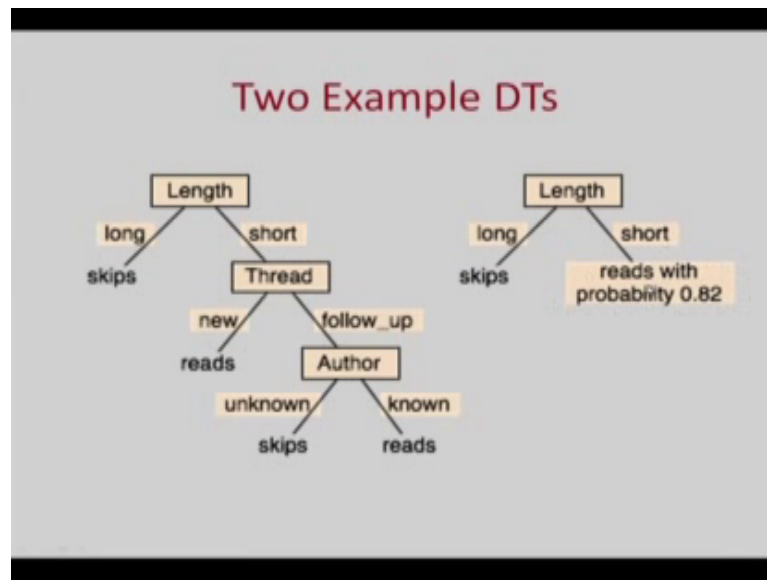 Two Example DTs
Length
long
short
skips
Thread
new
follow_up
reads
Author
unknown
known
skips
reads
Length
long
short
skips
reads with
probability 0.82